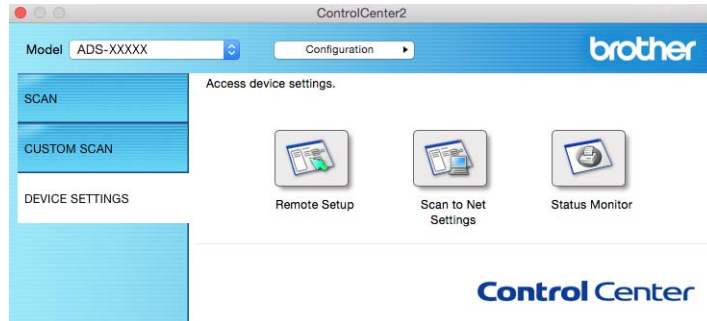 ControlCenter2
Model ADS-XXXXX Configuration
brother
SCAN
CUSTOM SCAN
DEVICE SETTINGS
Access device settings.
Remote Setup
Scan to Net
Settings
Status Monitor
Control Center